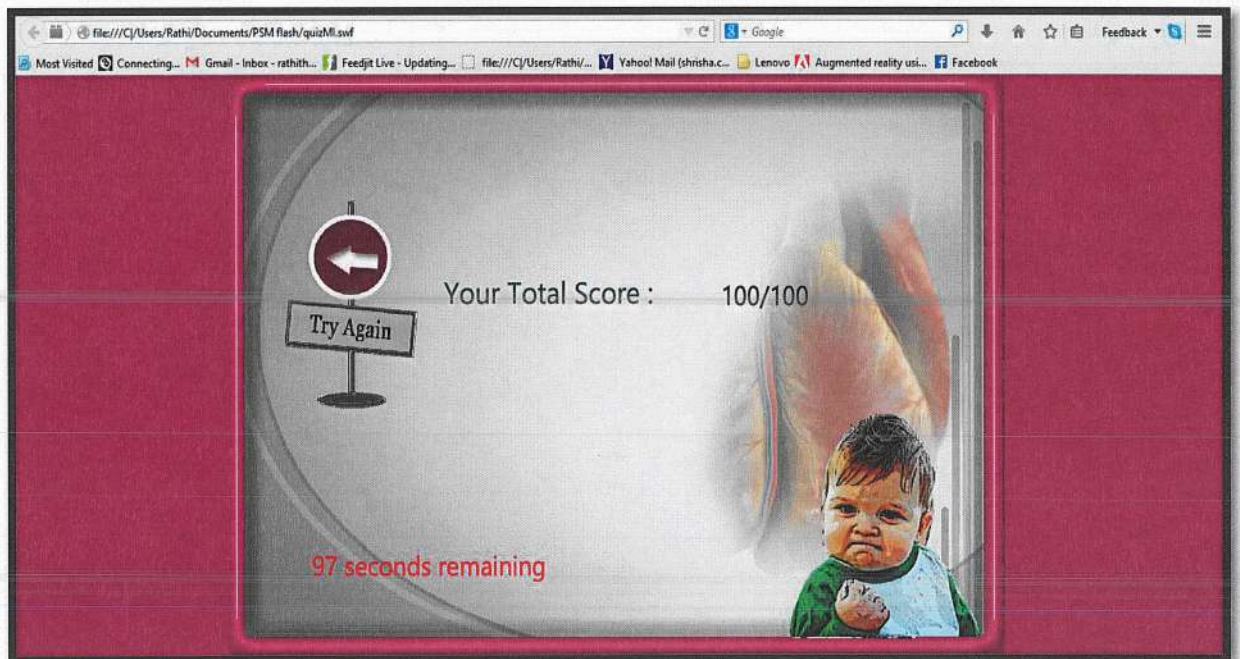 file:///C|/Users/Rathi/Documents/PSM flash/quizMI.swf
Google
Feedback
Most Visited Connecting... Gmail - Inbox - rathith... Feedjit Live - Updating... file:///C|/Users/Rathi/... Yahoo! Mail (shrisha.c... Lenovo Augmented reality usi... Facebook
Your Total Score : 100/100
Try Again
97 seconds remaining